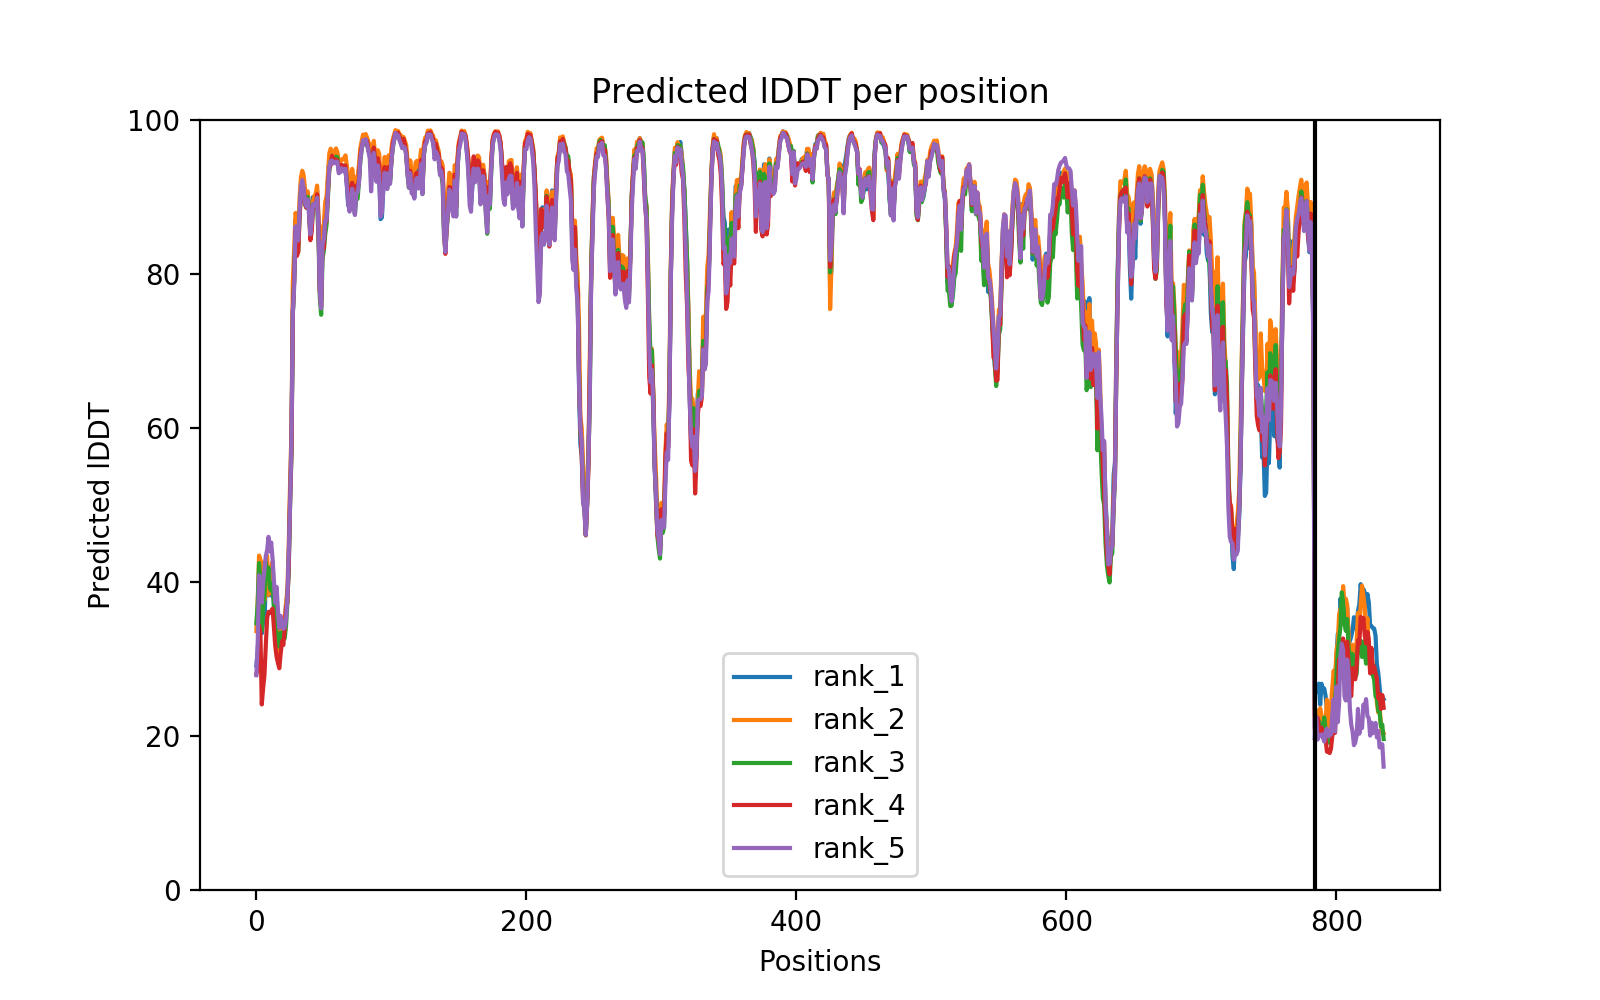 Predicted lDDT per position
100
80
60
40
20
0
Predicted lDDT
0 200 400 600 800
Positions
rank_1
rank_2
rank_3
rank_4
rank_5